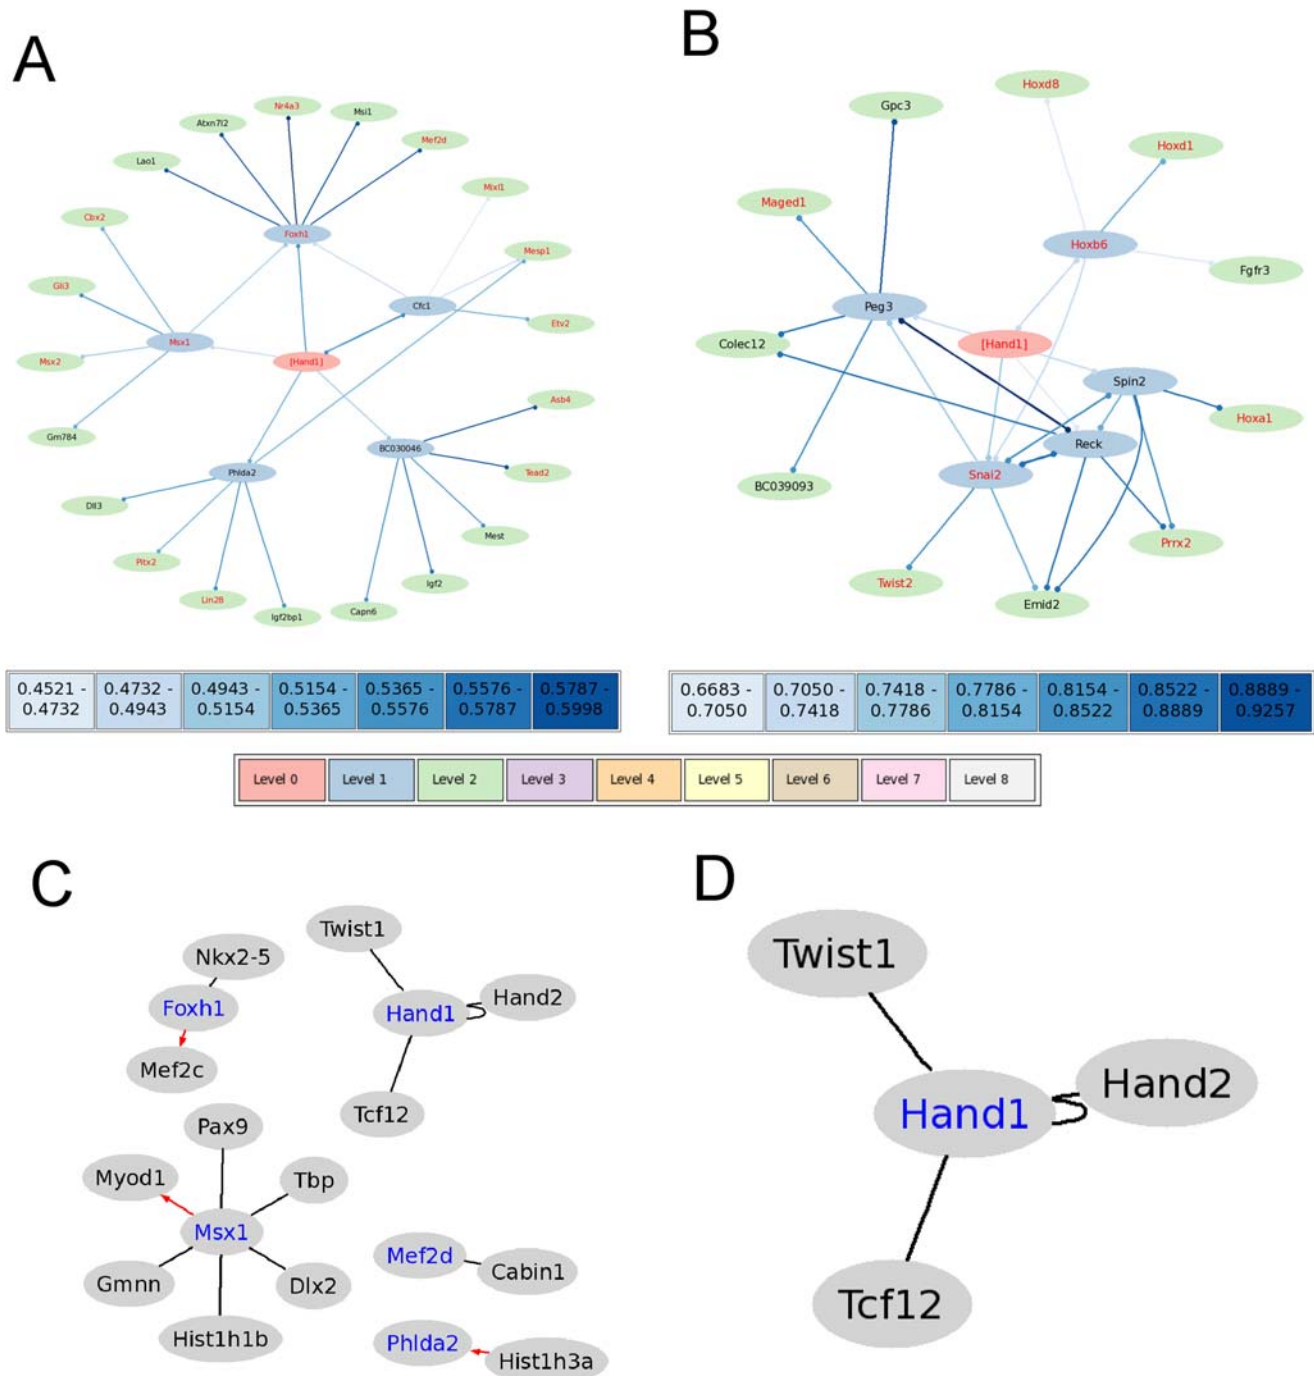 A
B
Nr4a3
Msi1
Atxn7l2
Mef2d
Lao1
Mixl1
Cbx2
Foxh1
Mesp1
Gli3
Cfc1
Etv2
Msx1
[Hand1]
Msx2
Asb4
Gm784
BC030046
Phlda2
Tead2
Dll3
Mest
Pitx2
Igf2
Lin28
Igf2bp1
Capn6
Hoxd8
Gpc3
Hoxd1
Maged1
Hoxb6
Fgfr3
Peg3
Colec12
[Hand1]
Spin2
Hoxa1
Reck
Snai2
BC039093
Prrx2
Twist2
Emid2
0.4521 - 0.4732
0.4732 - 0.4943
0.4943 - 0.5154
0.5154 - 0.5365
0.5365 - 0.5576
0.5576 - 0.5787
0.5787 - 0.5998
0.6683 - 0.7050
0.7050 - 0.7418
0.7418 - 0.7786
0.7786 - 0.8154
0.8154 - 0.8522
0.8522 - 0.8889
0.8889 - 0.9257
Level 0
Level 1
Level 2
Level 3
Level 4
Level 5
Level 6
Level 7
Level 8
C
D
Twist1
Nkx2-5
Hand2
Foxh1
Hand1
Mef2c
Tcf12
Pax9
Myod1
Tbp
Msx1
Mef2d
Cabin1
Gmnn
Dlx2
Hist1h1b
Phlda2
Hist1h3a
Twist1
Hand2
Hand1
Tcf12